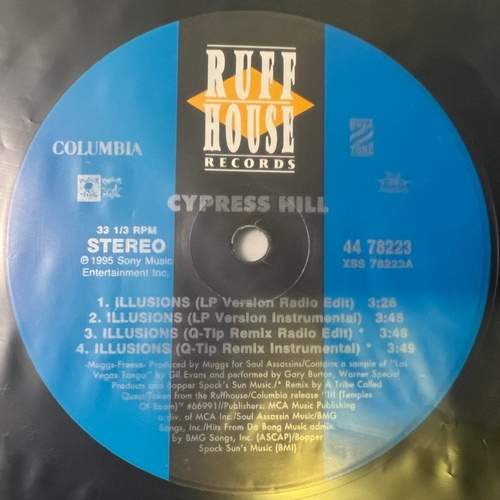 RUFF
HOUSE
RECORDS
COLUMBIA
RUFF
CYPRESS HILL
33 1/3 RPM
STEREO
℗1995 Sony Music
Entertainment Inc.
44 78223
XSS 78223A
1. ILLUSIONS (LP Version Radio Edit) 3:26
2. ILLUSIONS (LP Version Instrumental) 3:48
3. ILLUSIONS (Q-Tip Remix Radio Edit) * 3:48
4. ILLUSIONS (Q-Tip Remix Instrumental) * 3:49
-Muggs-Freese- Produced by Muggs for Soul Assassins/Contains a sample of "Las
Vegas Tango" by Gil Evans and performed by Gary Burton, Warner Special
Products and Bopper Spock's Sun Music./* Remix by A Tribe Called
Quest/Taken from the Ruffhouse/Columbia release "III (Temples
Of Boom)" #66991//Publishers: MCA Music Publishing
a div. of MCA Inc./Soul Assassin Music/BMG
Songs, Inc./Hits From Da Bong Music admin.
by BMG Songs, Inc. (ASCAP)/Bopper
Spock Sun's Music (BMI)